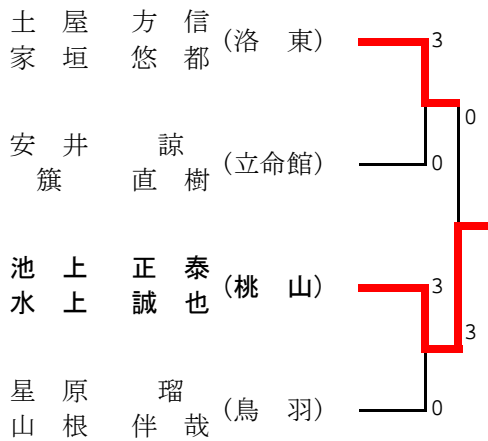 土屋 方信
家垣 悠都
(洛 東)
3
0
安井 諒
簱 直樹
(立命館)
0
池上 正泰
水上 誠也
(桃 山)
3
3
星原 瑠
山根 伴哉
(鳥 羽)
0